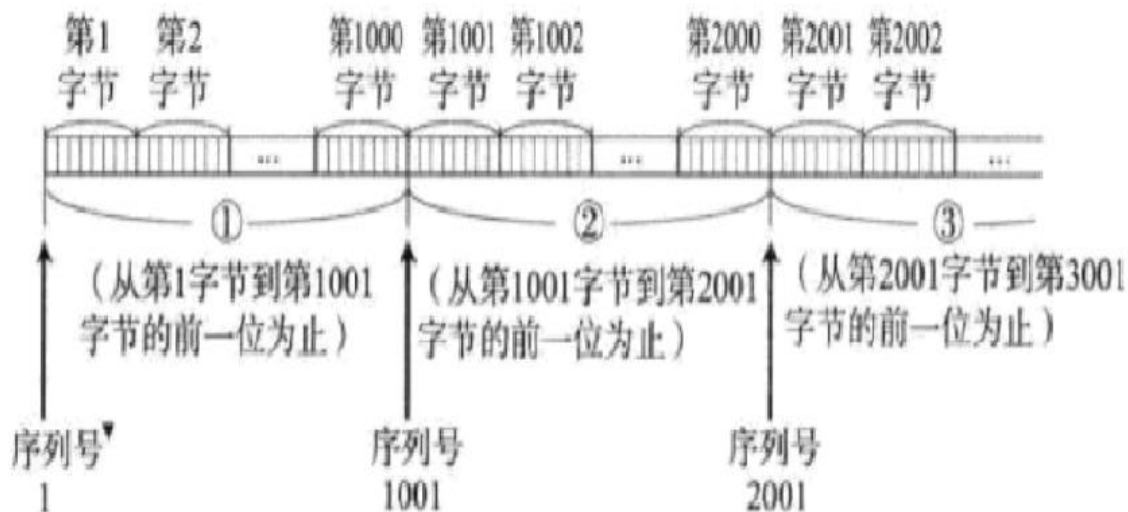 第1 第2 第1000 第1001 第1002 第2000 第2001 第2002
字节 字节 字节 字节 字节 字节 字节 字节
... ... ...
① ② ③
（从第1字节到第1001
字节的前一位为止）
（从第1001字节到第2001
字节的前一位为止）
（从第2001字节到第3001
字节的前一位为止）
序列号 序列号 序列号
1 1001 2001